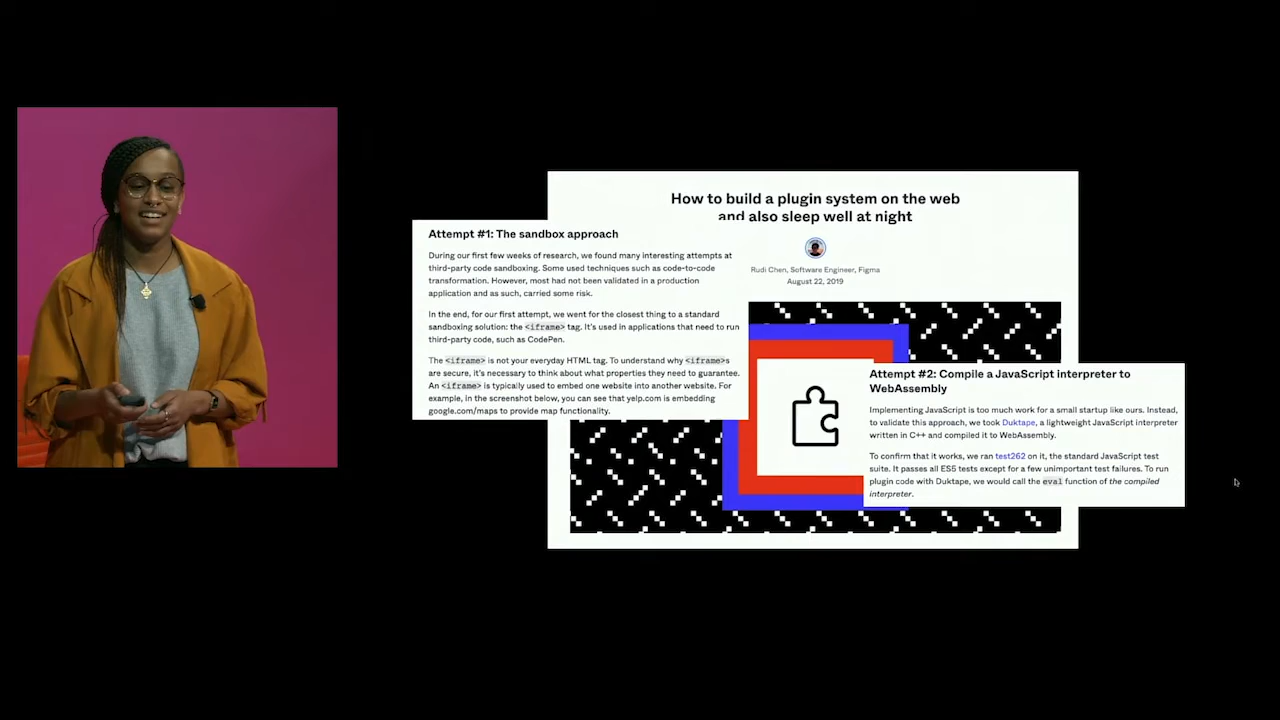 How to build a plugin system on the web
and also sleep well at night
Rudi Chen, Software Engineer, Figma
August 22, 2019
Attempt #1: The sandbox approach
During our first few weeks of research, we found many interesting attempts at
third-party code sandboxing. Some used techniques such as code-to-code
transformation. However, most had not been validated in a production
application and as such, carried some risk.
In the end, for our first attempt, we went for the closest thing to a standard
sandboxing solution: the <iframe> tag. It's used in applications that need to run
third-party code, such as CodePen.
The <iframe> is not your everyday HTML tag. To understand why <iframe>s
are secure, it's necessary to think about what properties they need to guarantee.
An <iframe> is typically used to embed one website into another website. For
example, in the screenshot below, you can see that yelp.com is embedding
google.com/maps to provide map functionality.
Attempt #2: Compile a JavaScript interpreter to
WebAssembly
Implementing JavaScript is too much work for a small startup like ours. Instead,
to validate this approach, we took Duktape, a lightweight JavaScript interpreter
written in C++ and compiled it to WebAssembly.
To confirm that it works, we ran test262 on it, the standard JavaScript test
suite. It passes all ES5 tests except for a few unimportant test failures. To run
plugin code with Duktape, we would call the eval function of the compiled
interpreter.